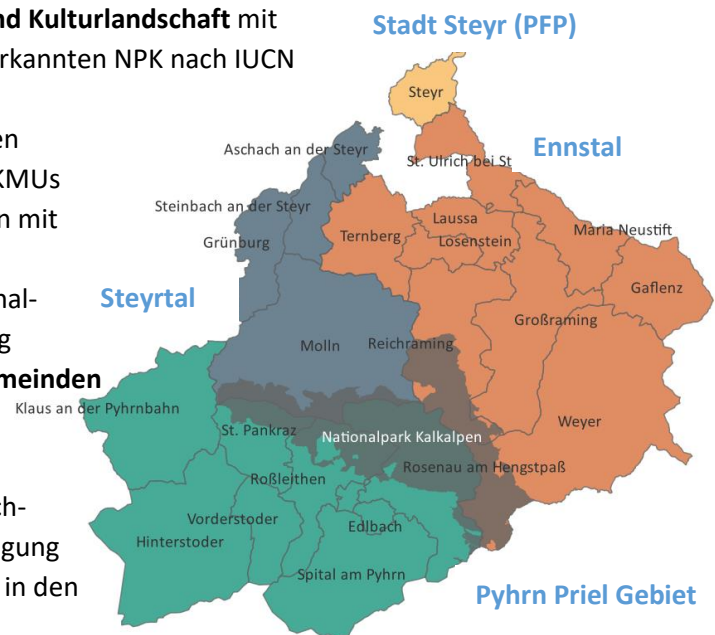 nd Kulturlandschaft mit
rkannten NPK nach IUCN
en
KMUs
n mit
nal-
g
meinden
ch-
gung
in den
Stadt Steyr (PFP)
Steyr
Ennstal
Aschach an der Steyr
St. Ulrich bei St
Steinbach an der Steyr
Laussa
Maria Neustift
Grünburg
Ternberg
Losenstein
Gaflenz
Steyrtal
Großraming
Molln
Reichraming
Klaus an der Pyhrnbahn
Weyer
St. Pankraz
Nationalpark Kalkalpen
Rosenau am Hengstpaß
Roßleithen
Vorderstoder
Edlbach
Hinterstoder
Spital am Pyhrn
Pyhrn Priel Gebiet